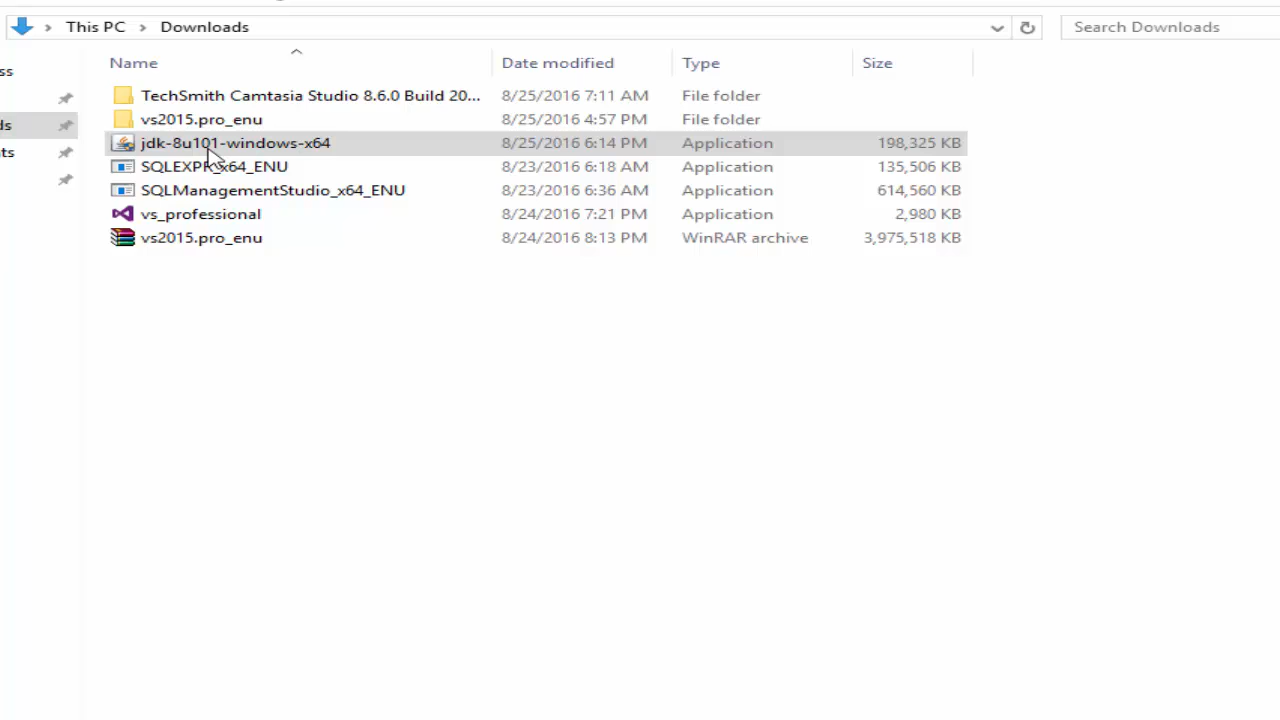 This PC > Downloads
Search Downloads
ss
Name Date modified Type Size
TechSmith Camtasia Studio 8.6.0 Build 20... 8/25/2016 7:11 AM File folder
ds vs2015.pro_enu 8/25/2016 4:57 PM File folder
jdk-8u101-windows-x64 8/25/2016 6:14 PM Application 198,325 KB
ts SQLEXPR_x64_ENU 8/23/2016 6:18 AM Application 135,506 KB
SQLManagementStudio_x64_ENU 8/23/2016 6:36 AM Application 614,560 KB
vs_professional 8/24/2016 7:21 PM Application 2,980 KB
vs2015.pro_enu 8/24/2016 8:13 PM WinRAR archive 3,975,518 KB